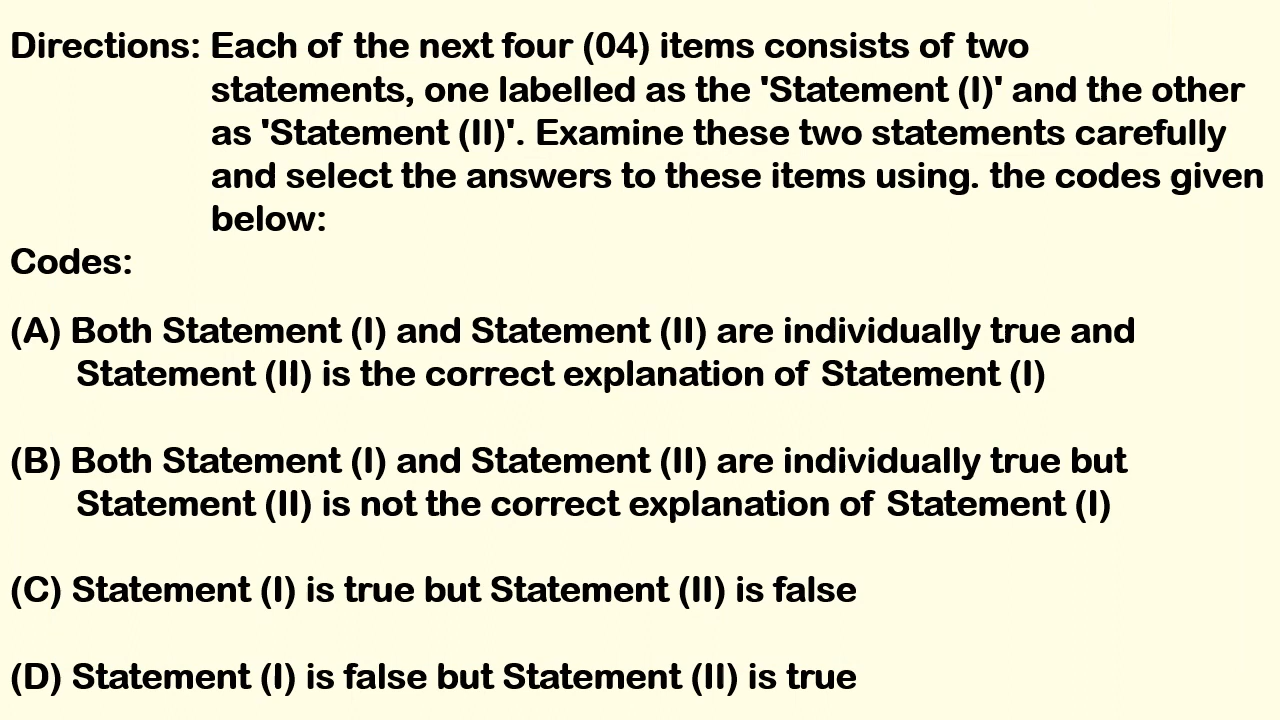 Directions: Each of the next four (04) items consists of two
statements, one labelled as the 'Statement (I)' and the other
as 'Statement (II)'. Examine these two statements carefully
and select the answers to these items using. the codes given
below:
Codes:
(A) Both Statement (I) and Statement (II) are individually true and
Statement (II) is the correct explanation of Statement (I)
(B) Both Statement (I) and Statement (II) are individually true but
Statement (II) is not the correct explanation of Statement (I)
(C) Statement (I) is true but Statement (II) is false
(D) Statement (I) is false but Statement (II) is true